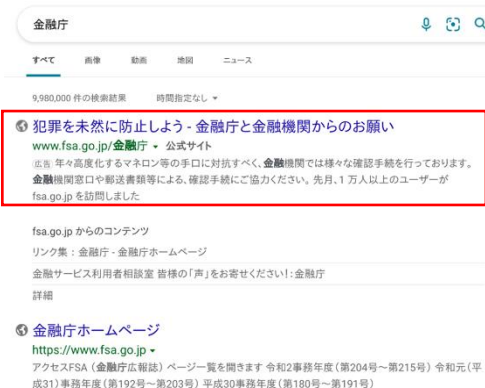 金融庁
すべて 画像 動画 地図 ニュース
9,980,000 件の検索結果 時間指定なし
犯罪を未然に防止しよう - 金融庁と金融機関からのお願い
www.fsa.go.jp/金融庁 公式サイト
広告 年々高度化するマネロン等の手口に対抗すべく、金融機関では様々な確認手続を行っております。
金融機関窓口や郵送書類等による、確認手続にご協力ください。先月、1 万人以上のユーザーが
fsa.go.jp を訪問しました
fsa.go.jp からのコンテンツ
リンク集 : 金融庁 - 金融庁ホームページ
金融サービス利用者相談室 皆様の「声」をお寄せください! : 金融庁
詳細
金融庁ホームページ
https://www.fsa.go.jp
アクセスFSA (金融庁広報誌) ページ一覧を開きます 令和2事務年度 (第204号～第215号) 令和元(平
成31)事務年度 (第192号～第203号) 平成30事務年度 (第180号～第191号)